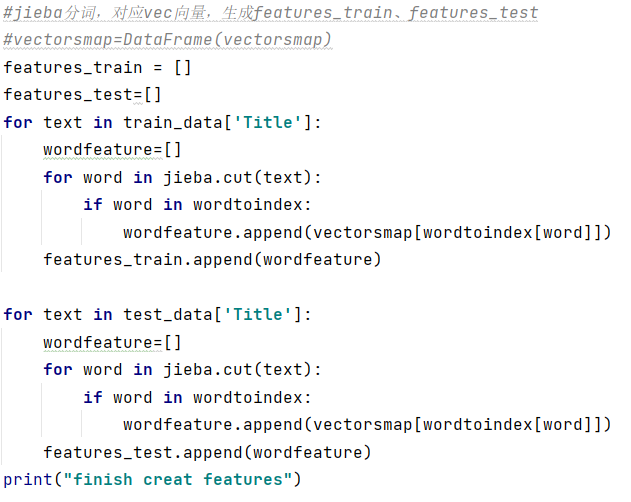 #jieba分词，对应vec向量，生成features_train、features_test
#vectorsmap=DataFrame(vectorsmap)
features_train = []
features_test=[]
for text in train_data['Title']:
    wordfeature=[]
    for word in jieba.cut(text):
        if word in wordtoindex:
            wordfeature.append(vectorsmap[wordtoindex[word]])
    features_train.append(wordfeature)

for text in test_data['Title']:
    wordfeature=[]
    for word in jieba.cut(text):
        if word in wordtoindex:
            wordfeature.append(vectorsmap[wordtoindex[word]])
    features_test.append(wordfeature)
print("finish creat features")